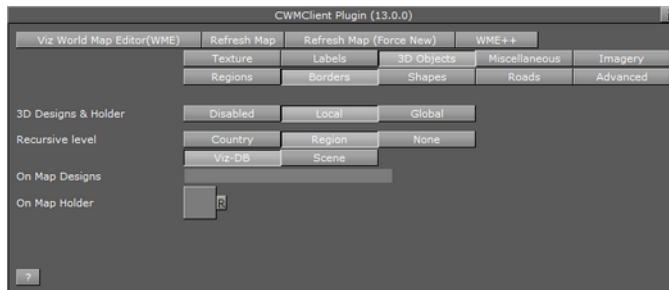 CWMClient Plugin (13.0.0)
Viz World Map Editor(WME) Refresh Map Refresh Map (Force New) WME++
Texture Labels 3D Objects Miscellaneous Imagery
Regions Borders Shapes Roads Advanced
3D Designs & Holder Disabled Local Global
Recursive level Country Region None
Viz-DB Scene
On Map Designs
On Map Holder R
?